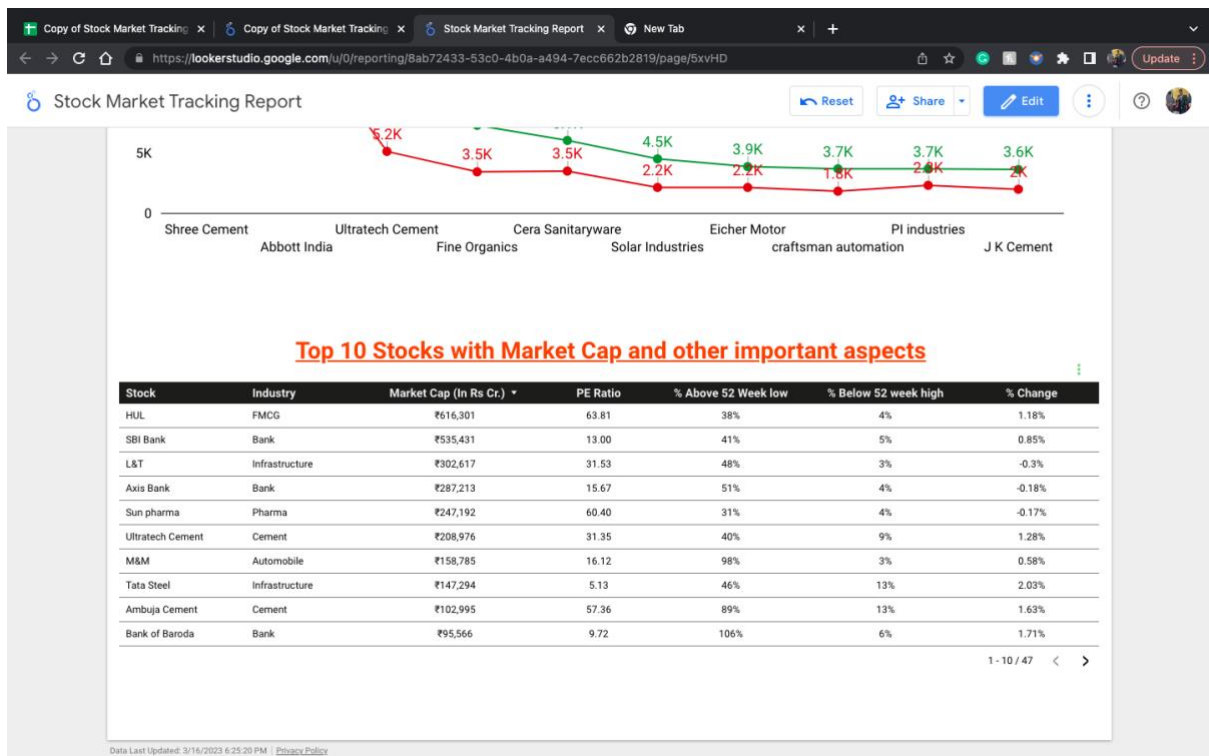 Copy of Stock Market Tracking
Copy of Stock Market Tracking
Stock Market Tracking Report
New Tab
https://lookerstudio.google.com/u/0/reporting/8ab72433-53c0-4b0a-a494-7ecc662b2819/page/5xvHD
Update
Stock Market Tracking Report
Reset
Share
Edit
5K
5.2K 3.5K 3.5K 4.5K 2.2K 3.9K 2.2K 3.7K 1.8K 3.7K 3.6K 2K
0
Shree Cement Ultratech Cement Cera Sanitaryware Eicher Motor PI industries
Abbott India Fine Organics Solar Industries craftsman automation J K Cement
Top 10 Stocks with Market Cap and other important aspects
Stock Industry Market Cap (In Rs Cr.) PE Ratio % Above 52 Week low % Below 52 week high % Change
HUL FMCG ₹616,301 63.81 38% 4% 1.18%
SBI Bank Bank ₹535,431 13.00 41% 5% 0.85%
L&T Infrastructure ₹302,617 31.53 48% 3% -0.3%
Axis Bank Bank ₹287,213 15.67 51% 4% -0.18%
Sun pharma Pharma ₹247,192 60.40 31% 4% -0.17%
Ultratech Cement Cement ₹208,976 31.35 40% 9% 1.28%
M&M Automobile ₹158,785 16.12 98% 3% 0.58%
Tata Steel Infrastructure ₹147,294 5.13 46% 13% 2.03%
Ambuja Cement Cement ₹102,995 57.36 89% 13% 1.63%
Bank of Baroda Bank ₹95,566 9.72 106% 6% 1.71%
1 - 10 / 47
Data Last Updated: 3/16/2023 6:25:20 PM | Privacy Policy